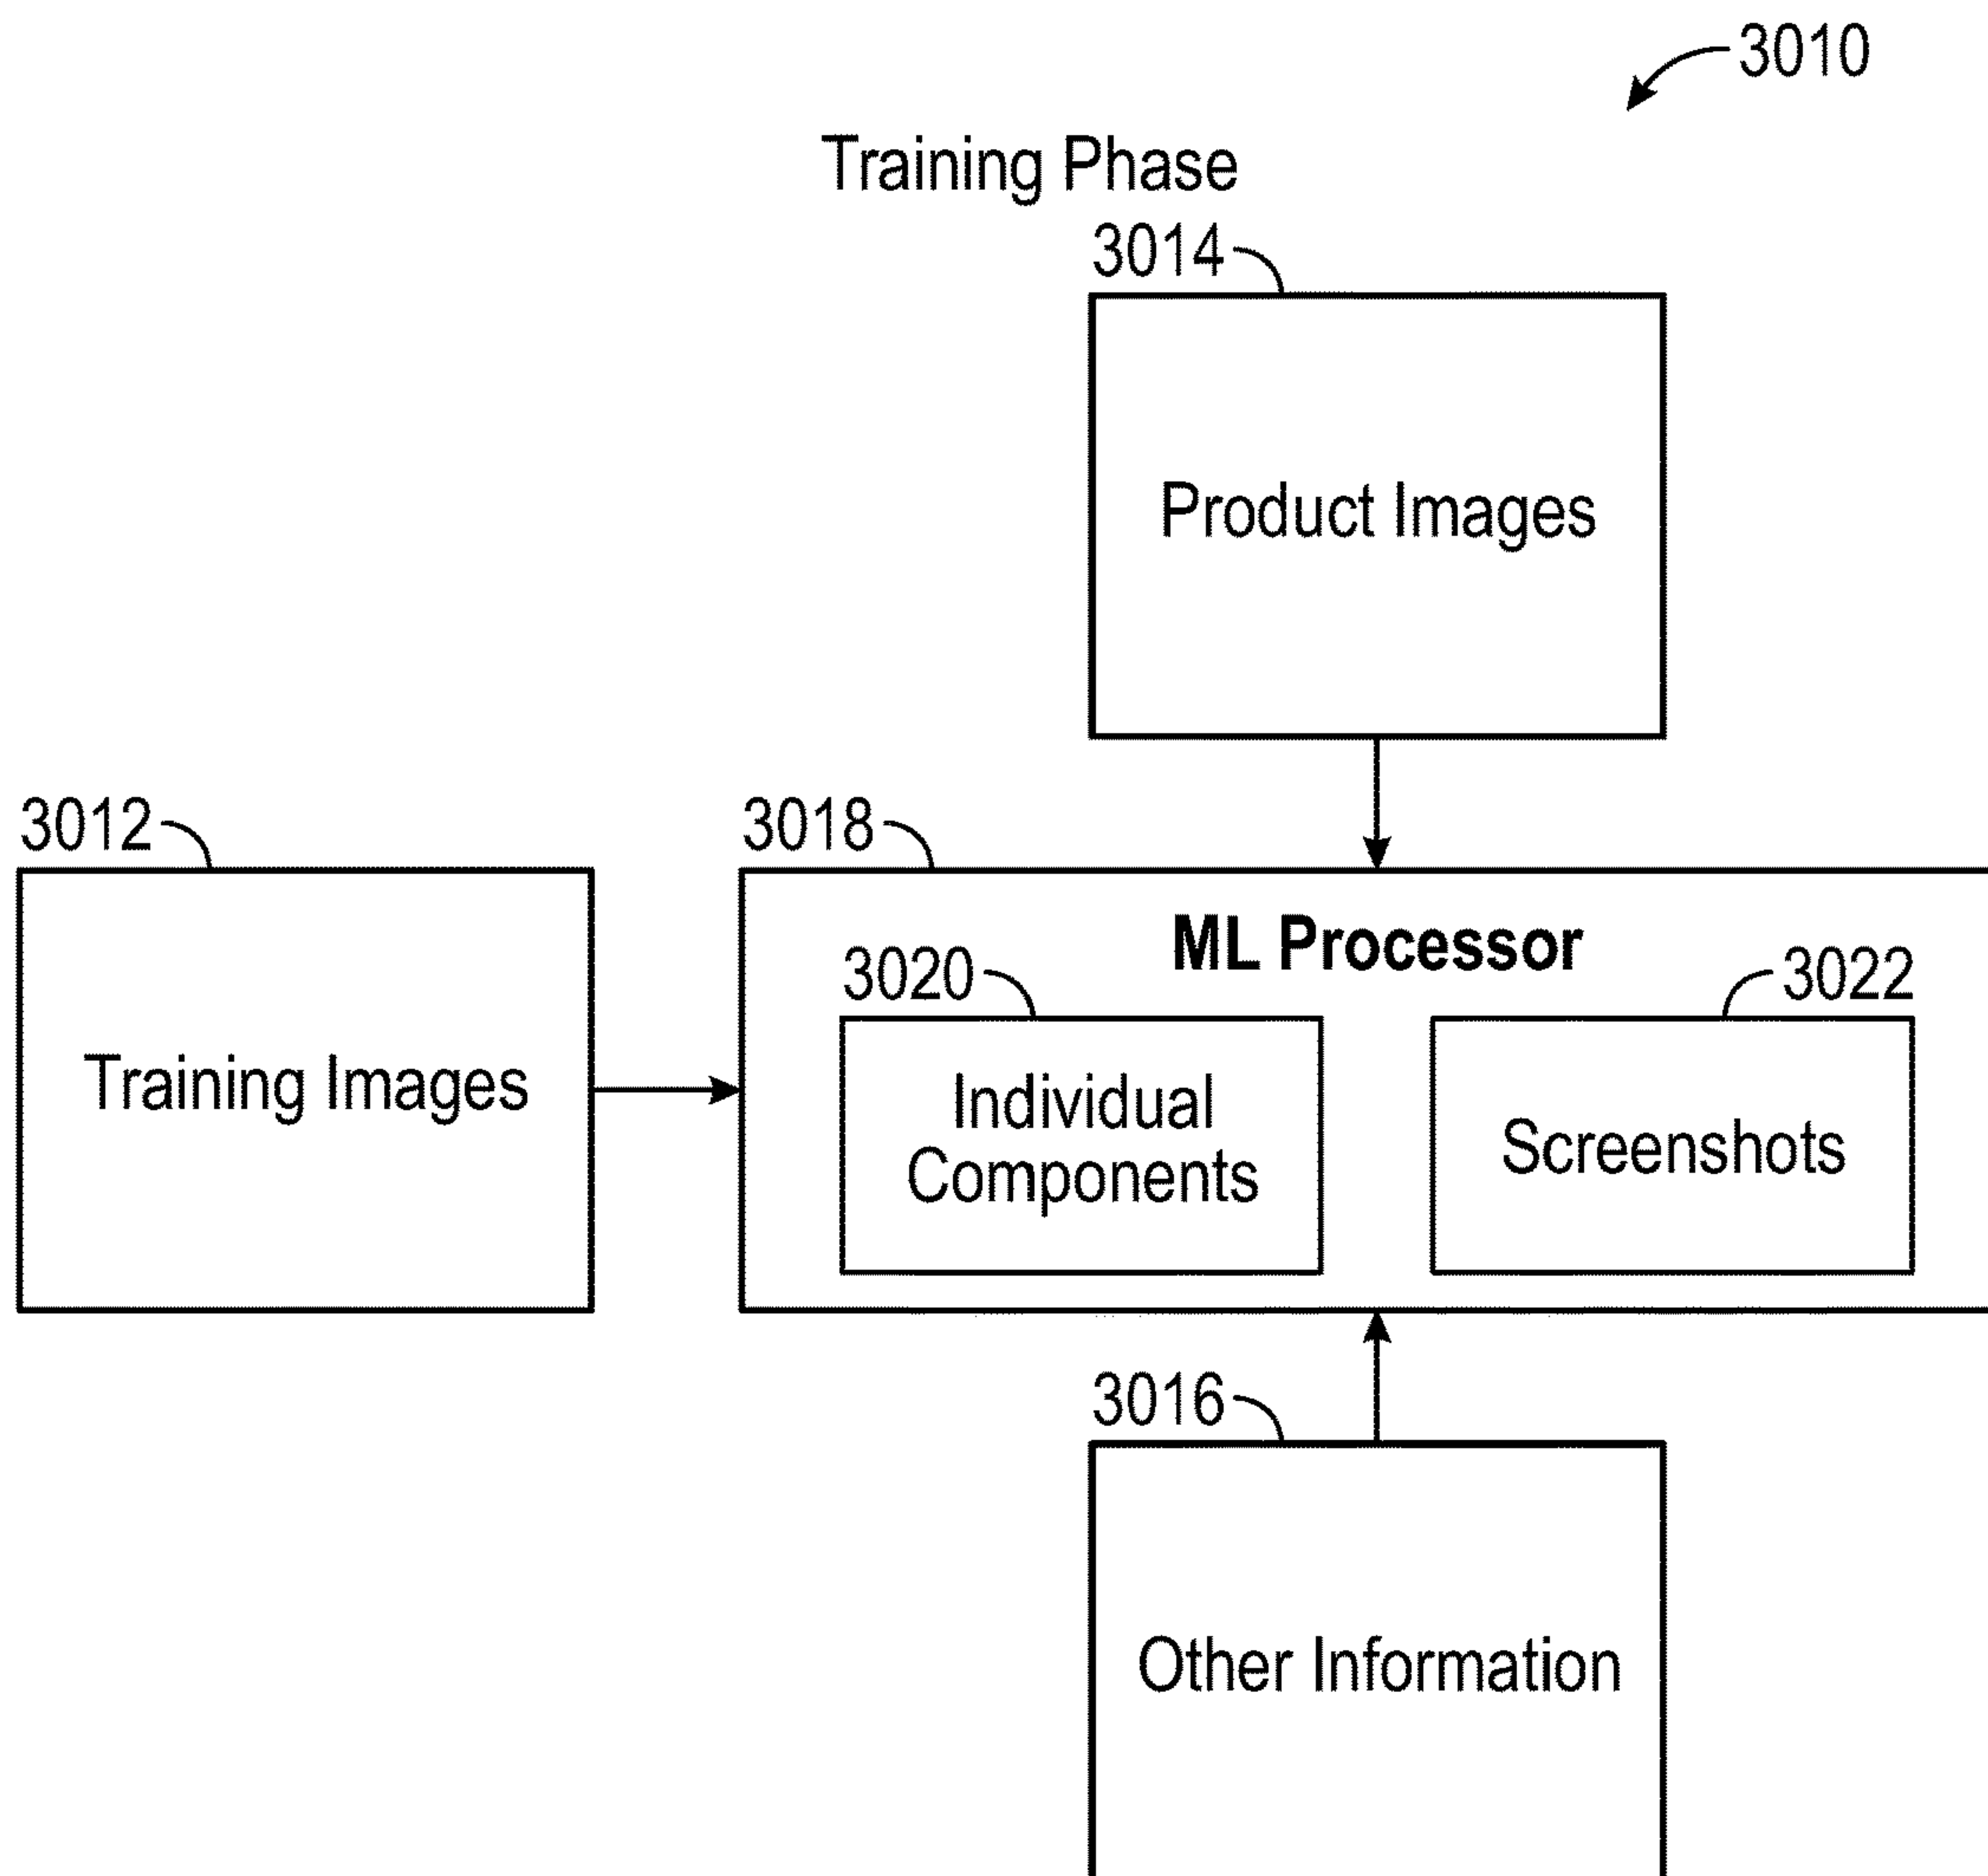 3010
Training Phase
3014
Product Images
3012
Training Images
3018
ML Processor
3020
Individual
Components
3022
Screenshots
3016
Other Information